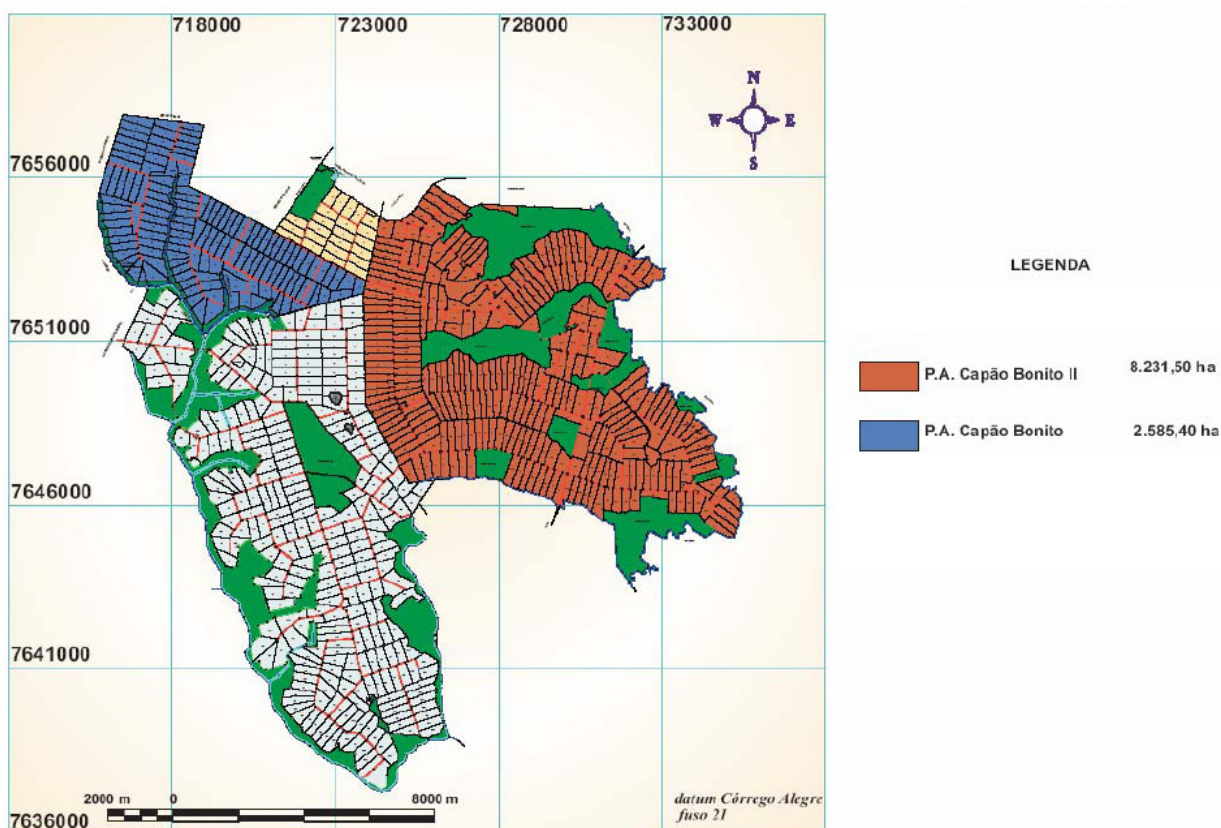 718000 723000 728000 733000
N
W E
S
7656000
7651000
7646000
7641000
7636000
2000 m 0 8000 m
datum Córrego Alegre
fuso 21
LEGENDA
P.A. Capão Bonito II 8.231,50 ha
P.A. Capão Bonito 2.585,40 ha